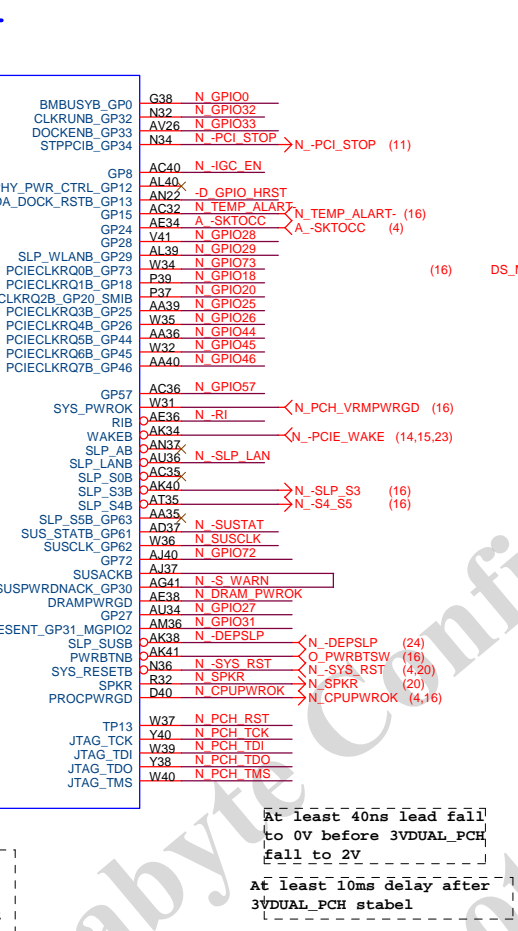 BMBUSYB_GP0 G38 N_GPIO0
CLKRUNB_GP32 N32 N_GPIO32
DOCKENB_GP33 AV26 N_GPIO33
STPPCIB_GP34 N34 N_-PCI_STOP N_-PCI_STOP (11)
GP8 AC40 N_-IGC_EN
HY_PWR_CTRL_GP12 AL40
DA_DOCK_RSTB_GP13 AN22 -D_GPIO_HRST
GP15 AC32 N_TEMP_ALART- N_TEMP_ALART- (16)
GP24 AE34 A_-SKTOCC A_-SKTOCC (4)
GP28 V41 N_GPIO28
SLP_WLANB_GP29 AL39 N_GPIO29
PCIECLKRQ0B_GP73 W34 N_GPIO73 (16) DS_
PCIECLKRQ1B_GP18 P39 N_GPIO18
CLKRQ2B_GP20_SMIB P37 N_GPIO20
PCIECLKRQ3B_GP25 AA39 N_GPIO25
PCIECLKRQ4B_GP26 W35 N_GPIO26
PCIECLKRQ5B_GP44 AA36 N_GPIO44
PCIECLKRQ6B_GP45 W32 N_GPIO45
PCIECLKRQ7B_GP46 AA40 N_GPIO46
GP57 AC36 N_GPIO57
SYS_PWROK W31 N_PCH_VRMPWRGD (16)
RIB AE36 N_-RI
WAKEB AK34 N_-PCIE_WAKE (14,15,23)
SLP_AB AN37
SLP_LANB AU36 N_-SLP_LAN
SLP_S0B AC35
SLP_S3B AK40 N_-SLP_S3 (16)
SLP_S4B AT35 N_-S4_S5 (16)
SLP_S5B_GP63 AA35
SUS_STATB_GP61 AD37 N_-SUSTAT
SUSCLK_GP62 W36 N_SUSCLK
GP72 AJ40 N_GPIO72
SUSACKB AJ37
SUSPWRDNACK_GP30 AG41 N_-S_WARN
DRAMPWRGD AE38 N_DRAM_PWROK
GP27 AU34 N_GPIO27
ESENT_GP31_MGPIO2 AM36 N_GPIO31
SLP_SUSB AK38 N_-DEPSLP N_-DEPSLP (24)
PWRBTNB AK41 O_PWRBTSW (16)
SYS_RESETB N36 N_-SYS_RST N_-SYS_RST (4,20)
SPKR R32 N_SPKR N_SPKR (20)
PROCPWRGD D40 N_CPUPWROK N_CPUPWROK (4,16)
TP13 W37 N_PCH_RST
JTAG_TCK Y40 N_PCH_TCK
JTAG_TDI W39 N_PCH_TDI
JTAG_TDO Y38 N_PCH_TDO
JTAG_TMS W40 N_PCH_TMS
At least 40ns lead fall
to 0V before 3VDUAL_PCH
fall to 2V
At least 10ms delay after
3VDUAL_PCH stabel
abyte Confi